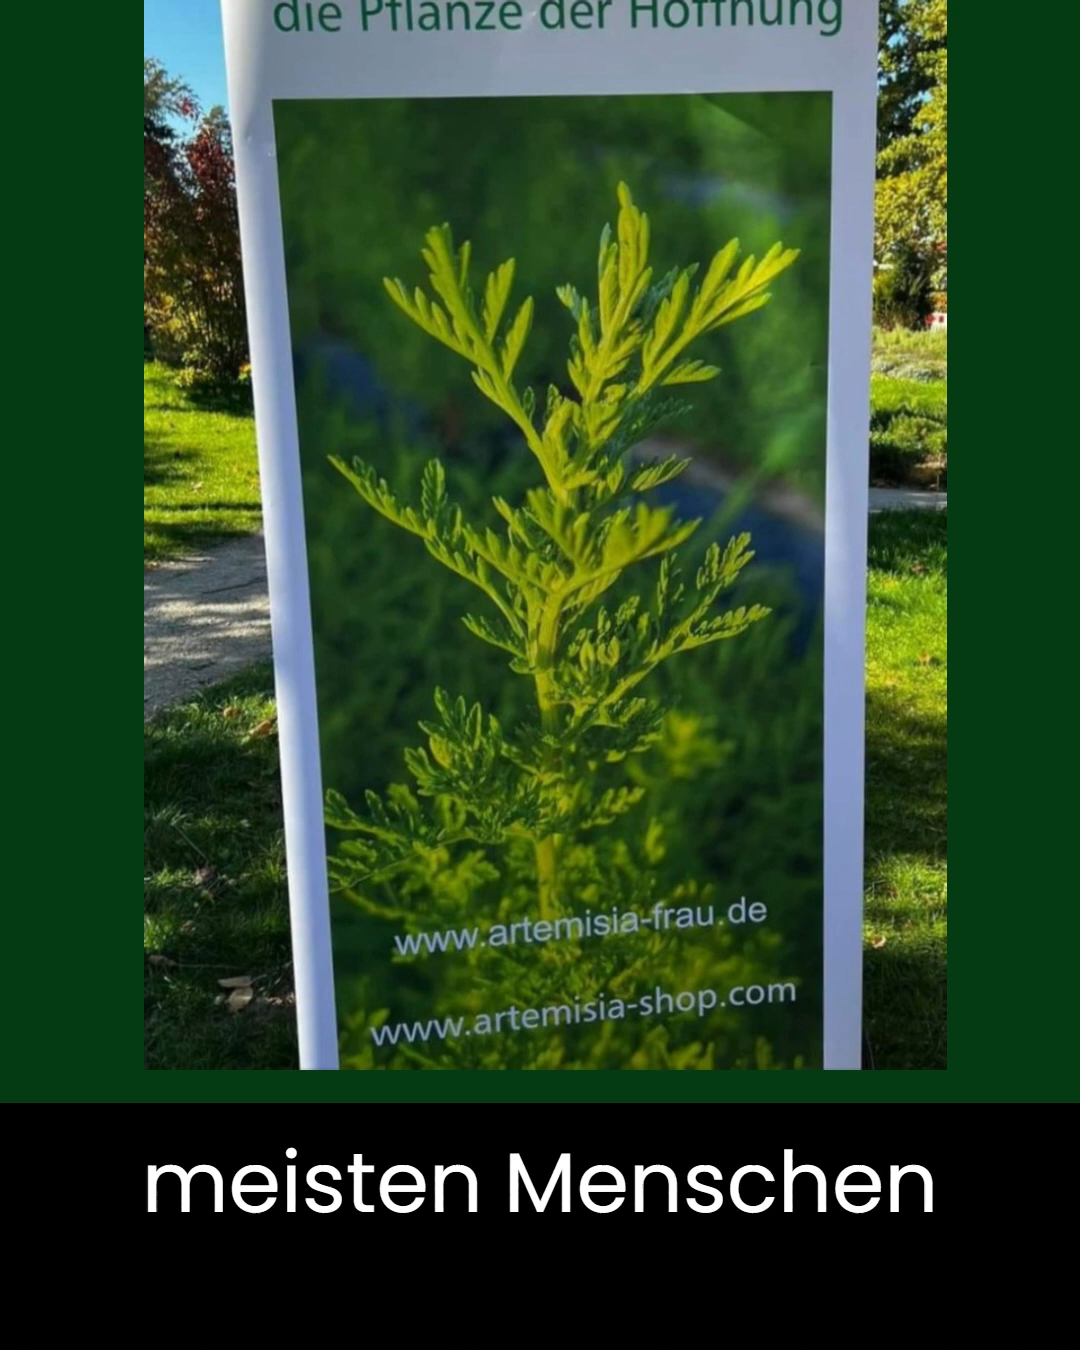 die Pflanze der Hoffnung
www.artemisia-frau.de
www.artemisia-shop.com
meisten Menschen